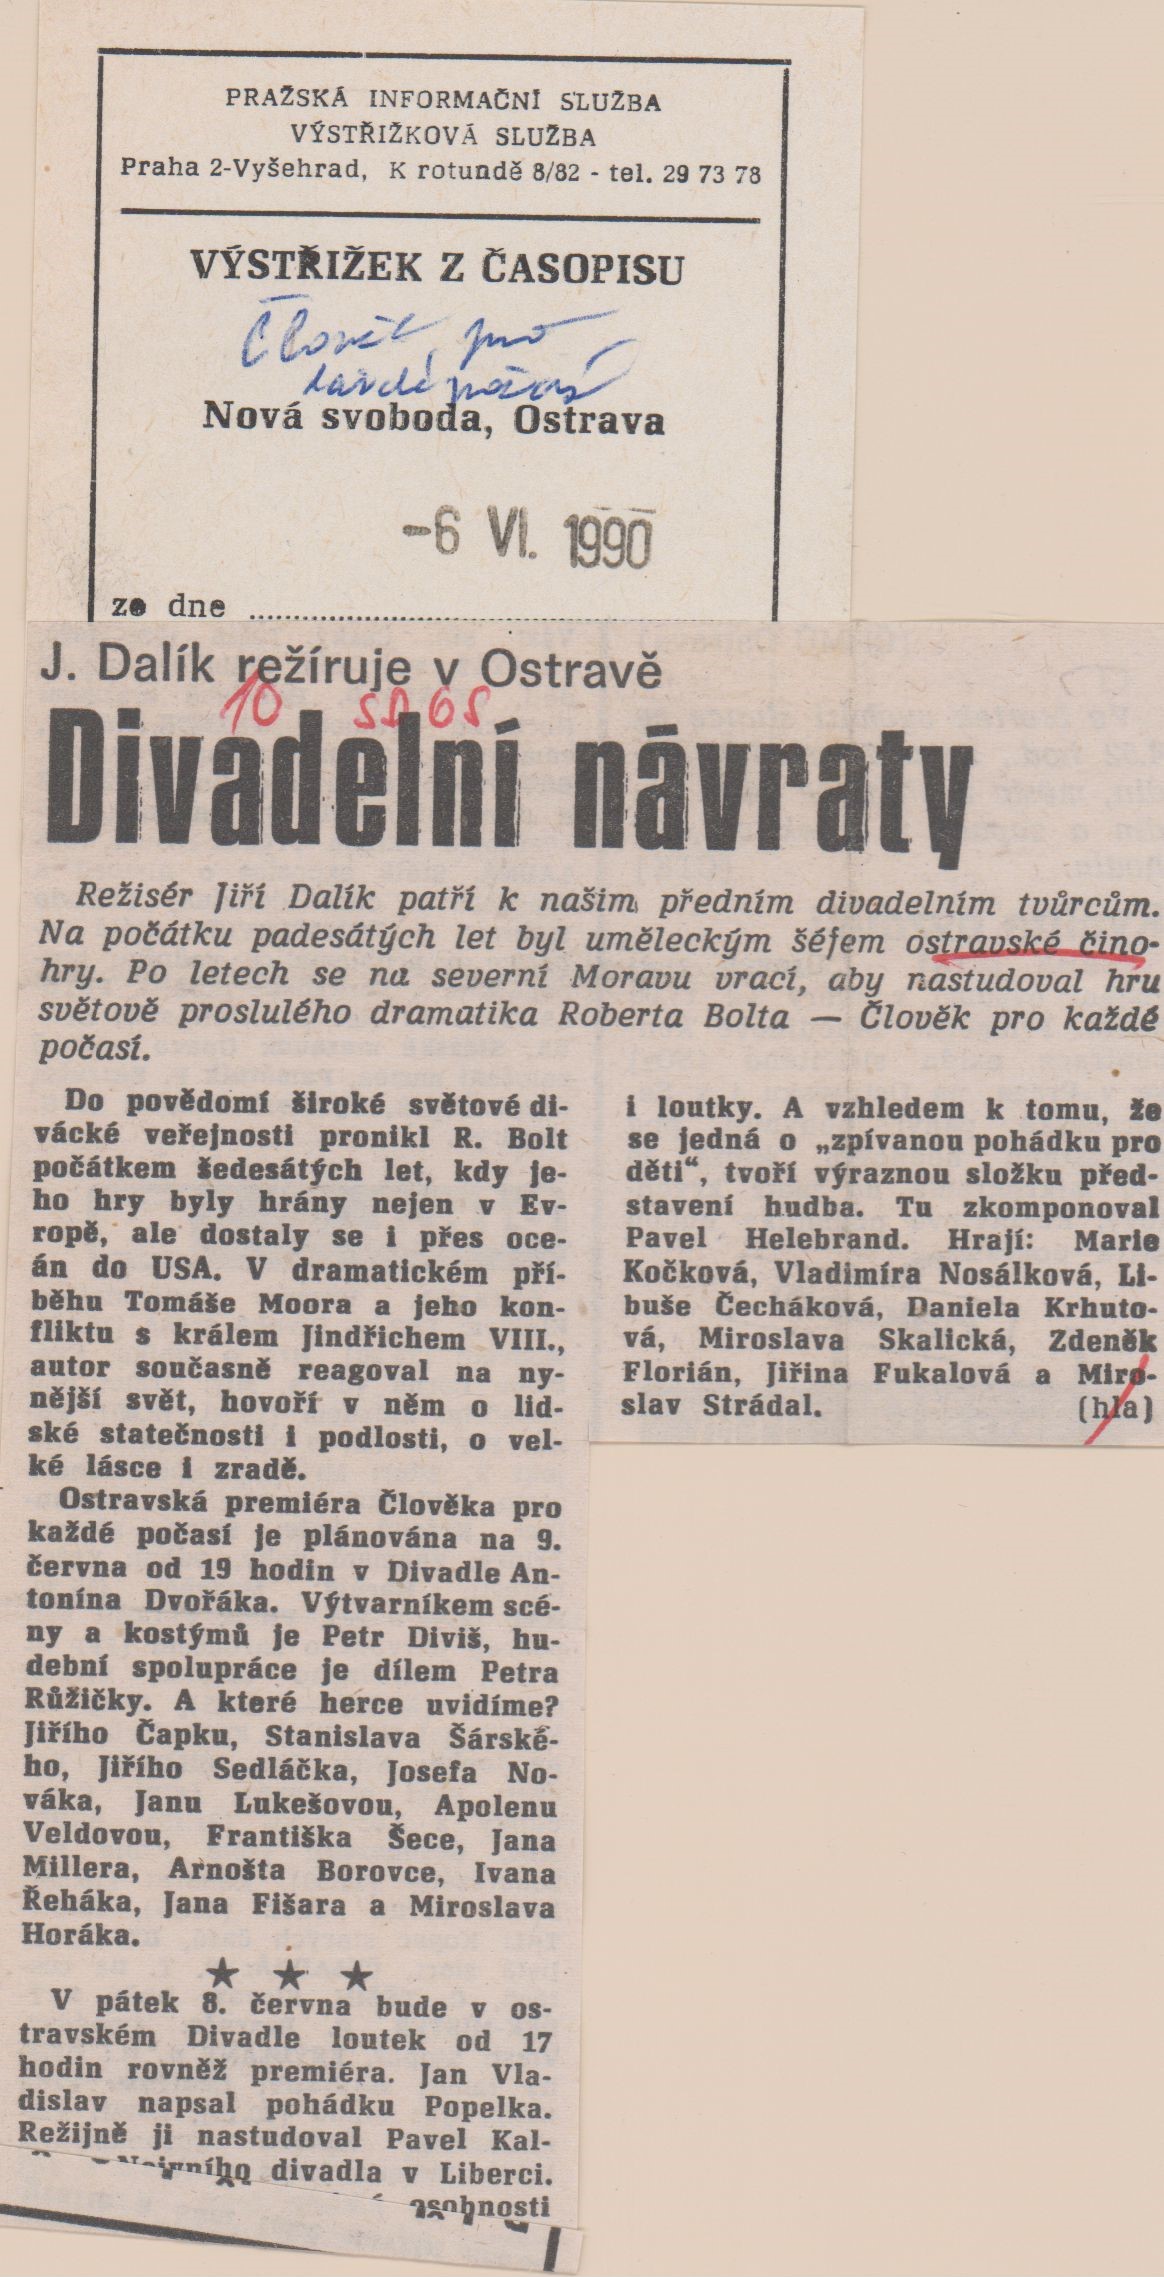 PRAŽSKÁ INFORMAČNÍ SLUŽBA
VÝSTŘIŽKOVÁ SLUŽBA
Praha 2-Vyšehrad, K rotundě 8/82 - tel. 29 73 78
VÝSTŘIŽEK Z ČASOPISU
Člověk pro
každé počasí
Nová svoboda, Ostrava
-6 VI. 1990
ze dne
J. Dalík režíruje v Ostravě
10
Divadelní návraty
Režisér Jiří Dalík patří k našim předním divadelním tvůrcům.
Na počátku padesátých let byl uměleckým šéfem ostravské čino-
hry. Po letech se na severní Moravu vrací, aby nastudoval hru
světově proslulého dramatika Roberta Bolta — Člověk pro každé
počasí.
Do povědomí široké světové di-
vácké veřejnosti pronikl R. Bolt
počátkem šedesátých let, kdy je-
ho hry byly hrány nejen v Ev-
ropě, ale dostaly se i přes oce-
án do USA. V dramatickém pří-
běhu Tomáše Moora a jeho kon-
fliktu s králem Jindřichem VIII.,
autor současně reagoval na ny-
nější svět, hovoří v něm o lid-
ské statečnosti i podlosti, o vel-
ké lásce i zradě.
Ostravská premiéra Člověka pro
každé počasí je plánována na 9.
června od 19 hodin v Divadle An-
tonína Dvořáka. Výtvarníkem scé-
ny a kostýmů je Petr Diviš, hu-
dební spolupráce je dílem Petra
Růžičky. A které herce uvidíme?
Jiřího Čapku, Stanislava Šárské-
ho, Jiřího Sedláčka, Josefa No-
váka, Janu Lukešovou, Apolenu
Veldovou, Františka Šece, Jana
Millera, Arnošta Borovce, Ivana
Řeháka, Jana Fišara a Miroslava
Horáka.
★ ★ ★
V pátek 8. června bude v os-
travském Divadle loutek od 17
hodin rovněž premiéra. Jan Vla-
dislav napsal pohádku Popelka.
Režijně ji nastudoval Pavel Kal-
divadla v Liberci.
osobnosti
i loutky. A vzhledem k tomu, že
se jedná o „zpívanou pohádku pro
děti“, tvoří výraznou složku před-
stavení hudba. Tu zkomponoval
Pavel Helebrand. Hrají: Marie
Kočková, Vladimíra Nosálková, Li-
buše Čecháková, Daniela Krhuto-
vá, Miroslava Skalická, Zdeněk
Florián, Jiřina Fukalová a Miro-
slav Strádal. (hla)